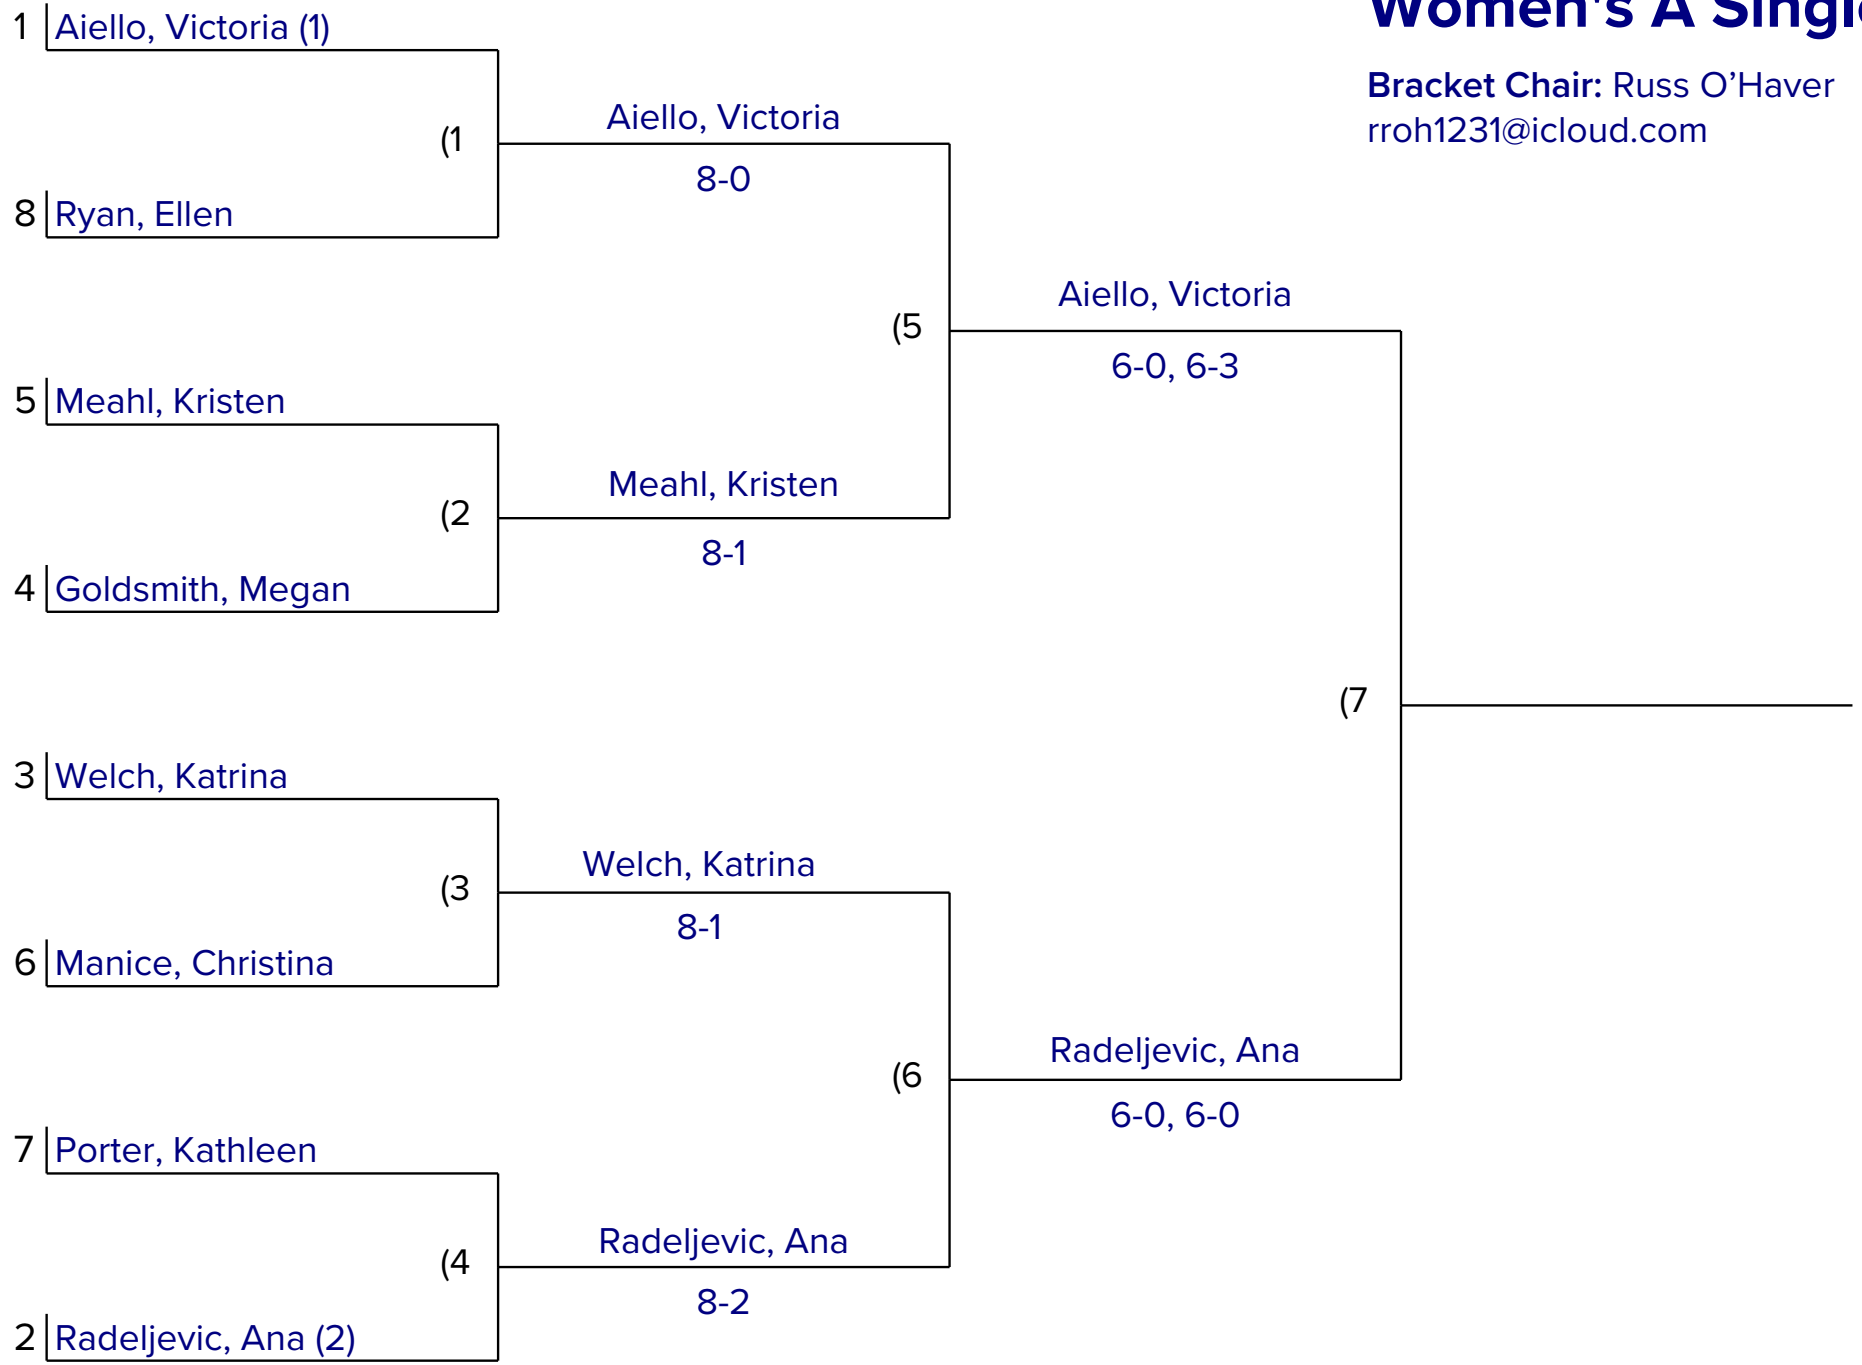 Women's A Single
Bracket Chair: Russ O’Haver
rroh1231@icloud.com
1 Aiello, Victoria (1)
(1
8 Ryan, Ellen
Aiello, Victoria
8-0
5 Meahl, Kristen
(2
4 Goldsmith, Megan
Meahl, Kristen
8-1
(5
Aiello, Victoria
6-0, 6-3
3 Welch, Katrina
(3
6 Manice, Christina
Welch, Katrina
8-1
7 Porter, Kathleen
(4
2 Radeljevic, Ana (2)
Radeljevic, Ana
8-2
(6
Radeljevic, Ana
6-0, 6-0
(7